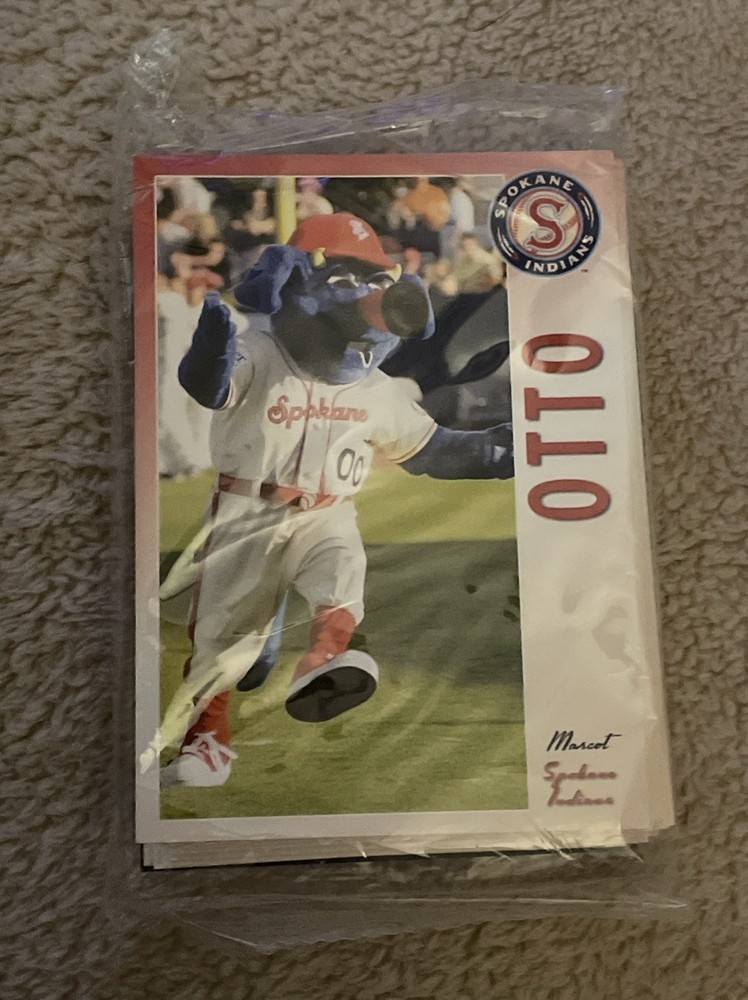 SPOKANE
S
INDIANS
OTTO
Spokane
00
Mascot
Spokane
Indians